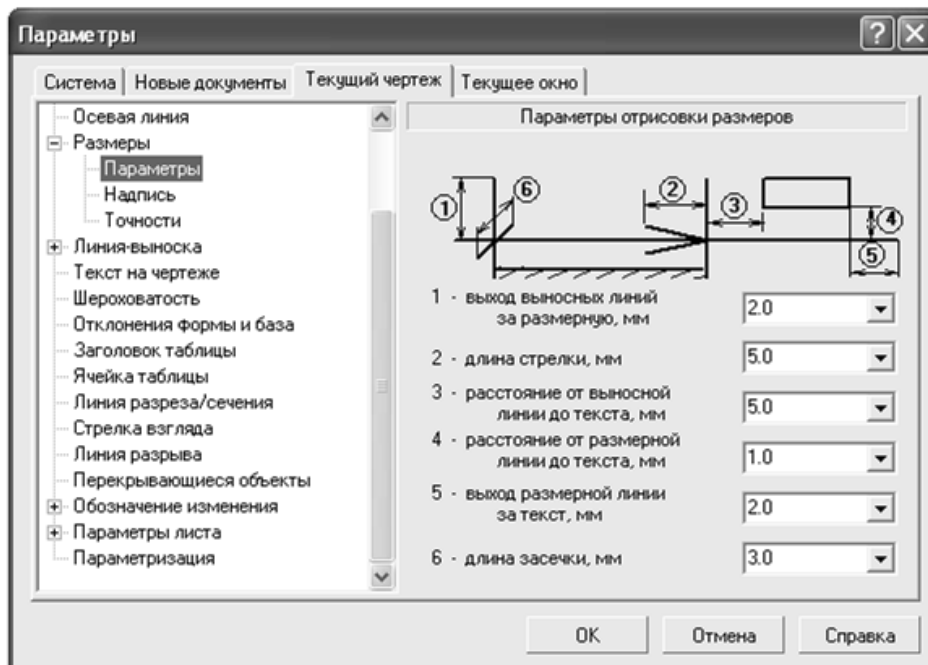 Параметры
Система
Новые документы
Текущий чертеж
Текущее окно
Осевая линия
Размеры
Параметры
Надпись
Точности
Линия-выноска
Текст на чертеже
Шероховатость
Отклонения формы и база
Заголовок таблицы
Ячейка таблицы
Линия разреза/сечения
Стрелка взгляда
Линия разрыва
Перекрывающиеся объекты
Обозначение изменения
Параметры листа
Параметризация
Параметры отрисовки размеров
1
6
2
3
4
5
1 - выход выносных линий
за размерную, мм
2.0
2 - длина стрелки, мм
5.0
3 - расстояние от выносной
линии до текста, мм
5.0
4 - расстояние от размерной
линии до текста, мм
1.0
5 - выход размерной линии
за текст, мм
2.0
6 - длина засечки, мм
3.0
OK
Отмена
Справка